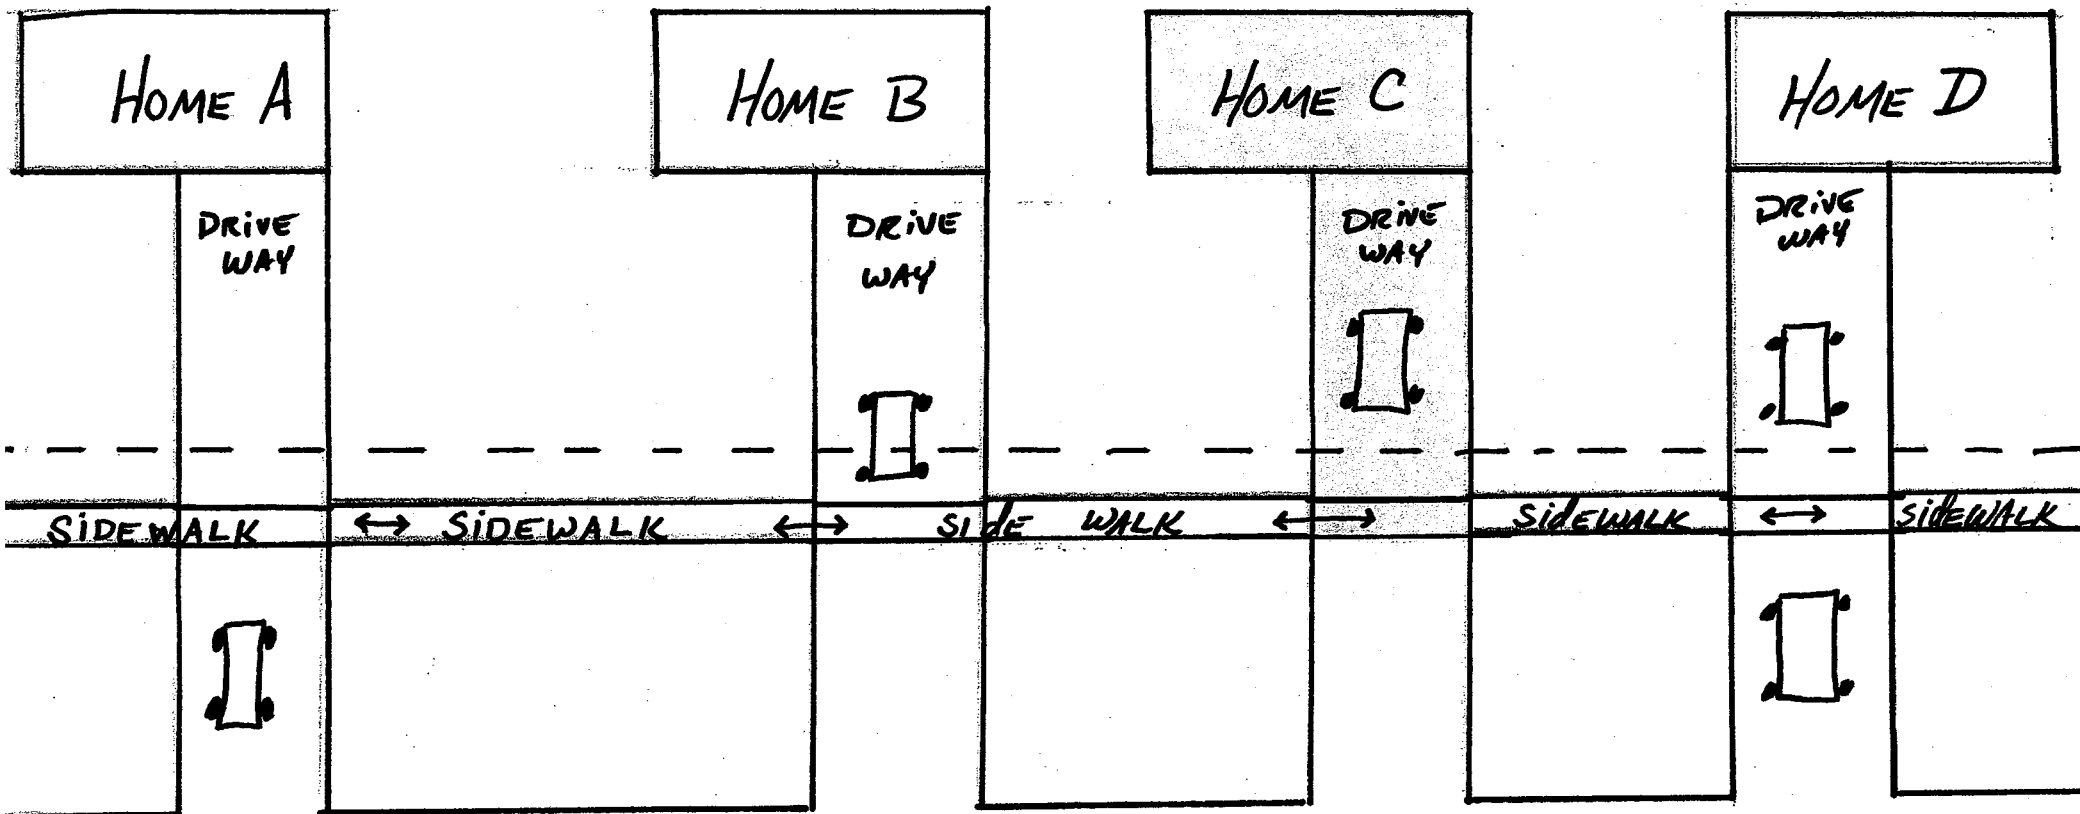 HOME A
HOME B
HOME C
HOME D
DRiVE
WAY
DRiVE
WAY
DRiVE
WAY
DRiVE
WAY
SiDEWALK
SiDEWALK
SIdE WALK
SidEWALK
SidEWALK